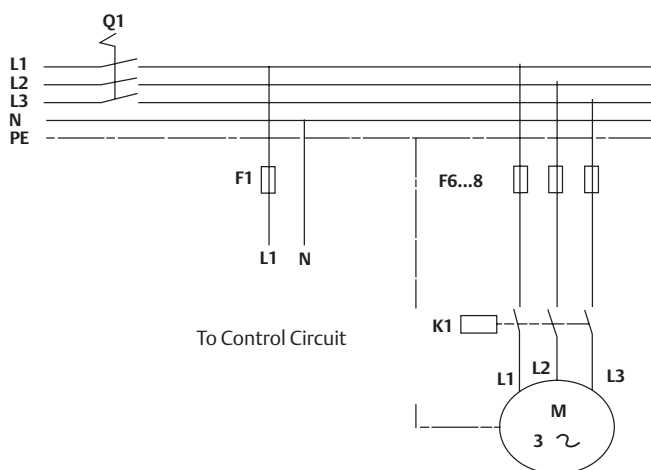 Q1
L1
L2
L3
N
PE
F1
F6...8
L1 N
To Control Circuit
K1
L1 L2 L3
M
3 ~